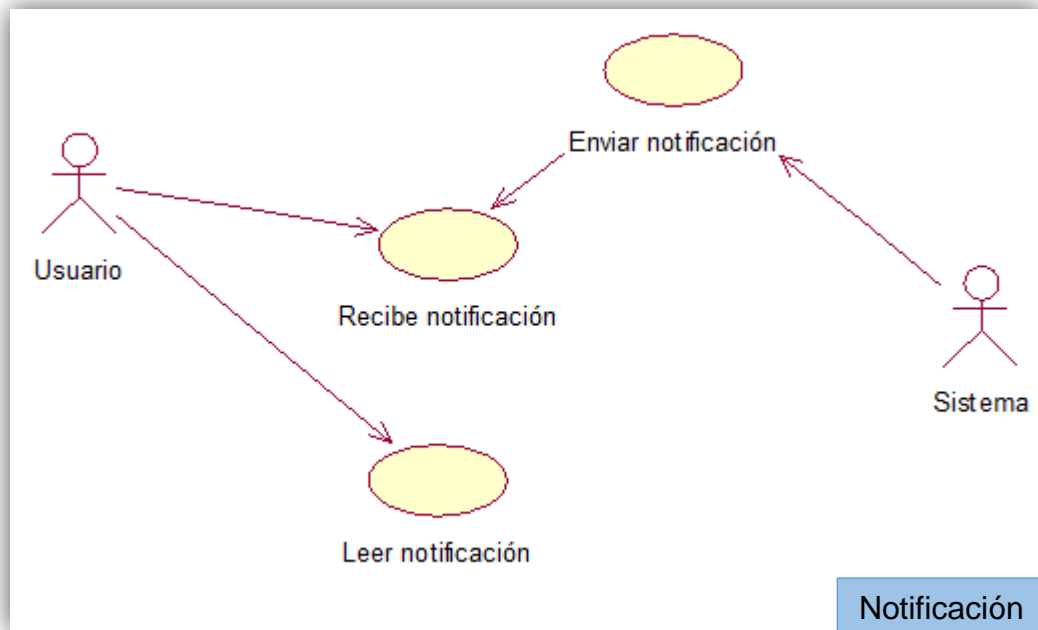 Enviar notificación
Usuario
Recibe notificación
Sistema
Leer notificación
Notificación